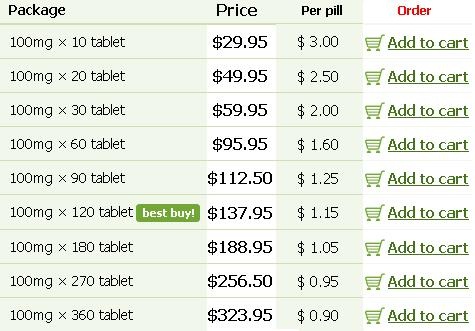 Package Price Per pill Order
100mg × 10 tablet $29.95 $ 3.00 Add to cart
100mg × 20 tablet $49.95 $ 2.50 Add to cart
100mg × 30 tablet $59.95 $ 2.00 Add to cart
100mg × 60 tablet $95.95 $ 1.60 Add to cart
100mg × 90 tablet $112.50 $ 1.25 Add to cart
100mg × 120 tablet best buy! $137.95 $ 1.15 Add to cart
100mg × 180 tablet $188.95 $ 1.05 Add to cart
100mg × 270 tablet $256.50 $ 0.95 Add to cart
100mg × 360 tablet $323.95 $ 0.90 Add to cart